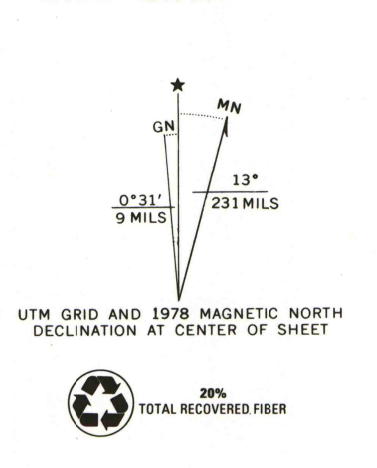 ★
MN
GN
13°
231 MILS
0°31′
9 MILS
UTM GRID AND 1978 MAGNETIC NORTH
DECLINATION AT CENTER OF SHEET
20%
TOTAL RECOVERED FIBER